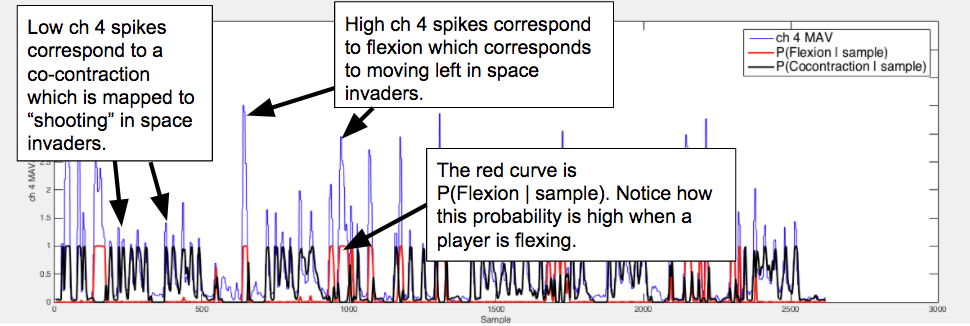 Low ch 4 spikes
correspond to a
co-contraction
which is mapped to
“shooting” in space
invaders.
High ch 4 spikes correspond
to flexion which corresponds
to moving left in space
invaders.
ch 4 MAV
P(Flexion | sample)
P(Cocontraction | sample)
The red curve is
P(Flexion | sample). Notice how
this probability is high when a
player is flexing.
ch 4 MAV
2.5
2
1.5
1
0.5
0
0
500
1000
1500
2000
2500
3000
Sample